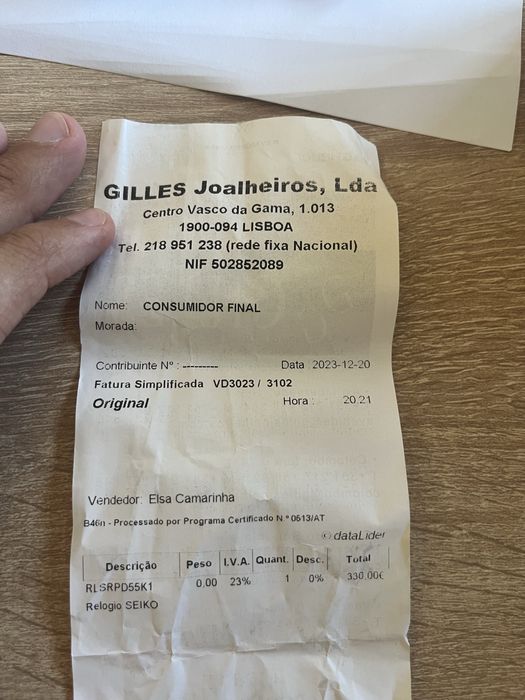 GILLES Joalheiros, Lda
Centro Vasco da Gama, 1.013
1900-094 LISBOA
Tel. 218 951 238 (rede fixa Nacional)
NIF 502852089
Nome: CONSUMIDOR FINAL
Morada:
Contribuinte Nº : --------- Data : 2023-12-20
Fatura Simplificada VD3023 / 3102
Original Hora : 20.21
Vendedor: Elsa Camarinha
B46n - Processado por Programa Certificado N.º 0513/AT
© dataLider
Descrição Peso I.V.A. Quant. Desc. Total
RLSRPD55K1 0,00 23% 1 0% 330,00€
Relogio SEIKO